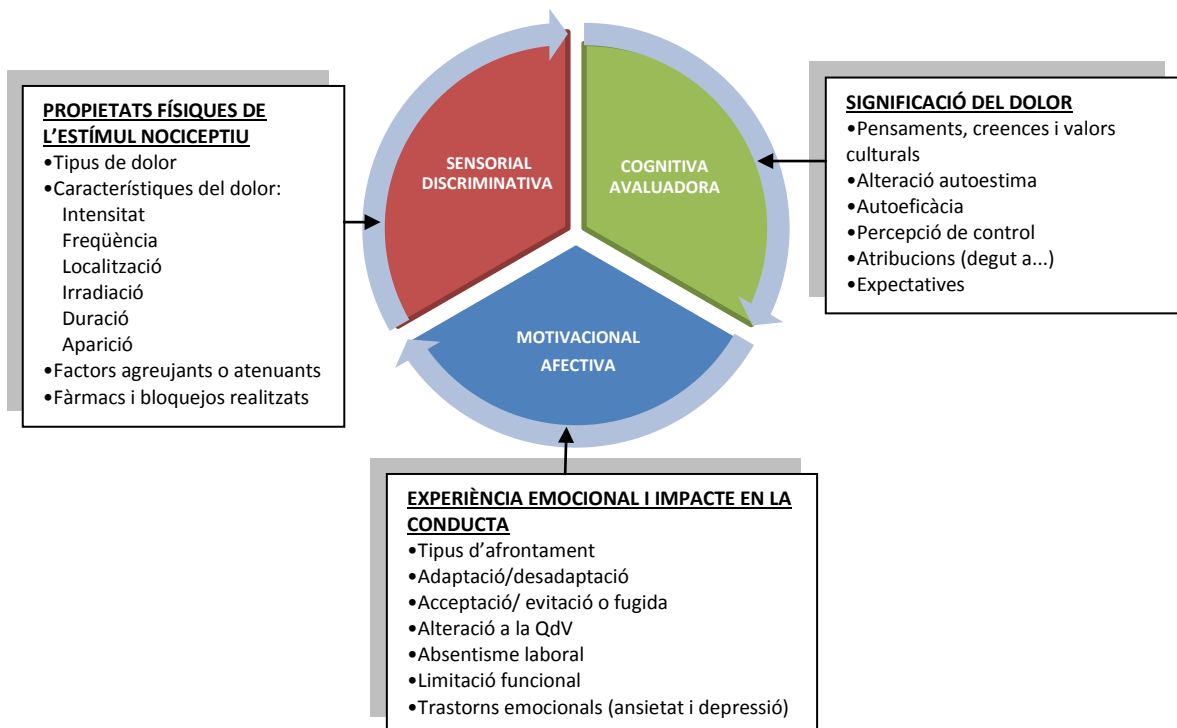 PROPIETATS FÍSIQUES DE
L'ESTÍMUL NOCICEPTIU
•Tipus de dolor
•Característiques del dolor:
Intensitat
Freqüència
Localització
Irradiació
Duració
Aparició
•Factors agreujants o atenuants
•Fàrmacs i bloquejos realitzats
SENSORIAL
DISCRIMINATIVA
COGNITIVA
AVALUADORA
MOTIVACIONAL
AFECTIVA
SIGNIFICACIÓ DEL DOLOR
•Pensaments, creences i valors
culturals
•Alteració autoestima
•Autoeficàcia
•Percepció de control
•Atribucions (degut a...)
•Expectatives
EXPERIÈNCIA EMOCIONAL I IMPACTE EN LA
CONDUCTA
•Tipus d'afrontament
•Adaptació/desadaptació
•Acceptació/ evitació o fugida
•Alteració a la QdV
•Absentisme laboral
•Limitació funcional
•Trastorns emocionals (ansietat i depressió)